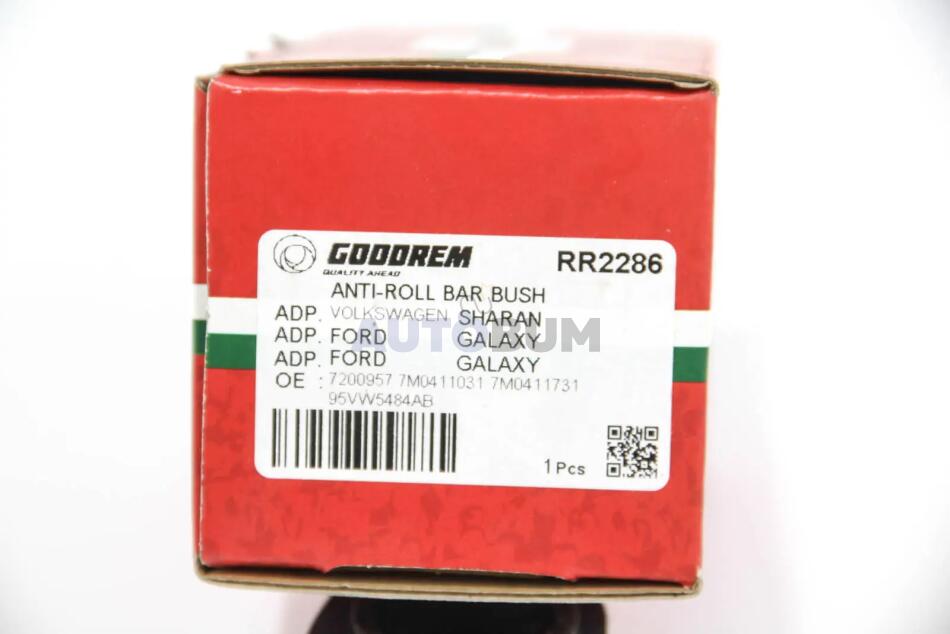 GOODREM
QUALITY AHEAD
RR2286
ANTI-ROLL BAR BUSH
ADP. VOLKSWAGEN SHARAN
ADP. FORD GALAXY
ADP. FORD GALAXY
OE : 7200957 7M0411031 7M0411731
95VW5484AB
1 Pcs
AUTOBUM